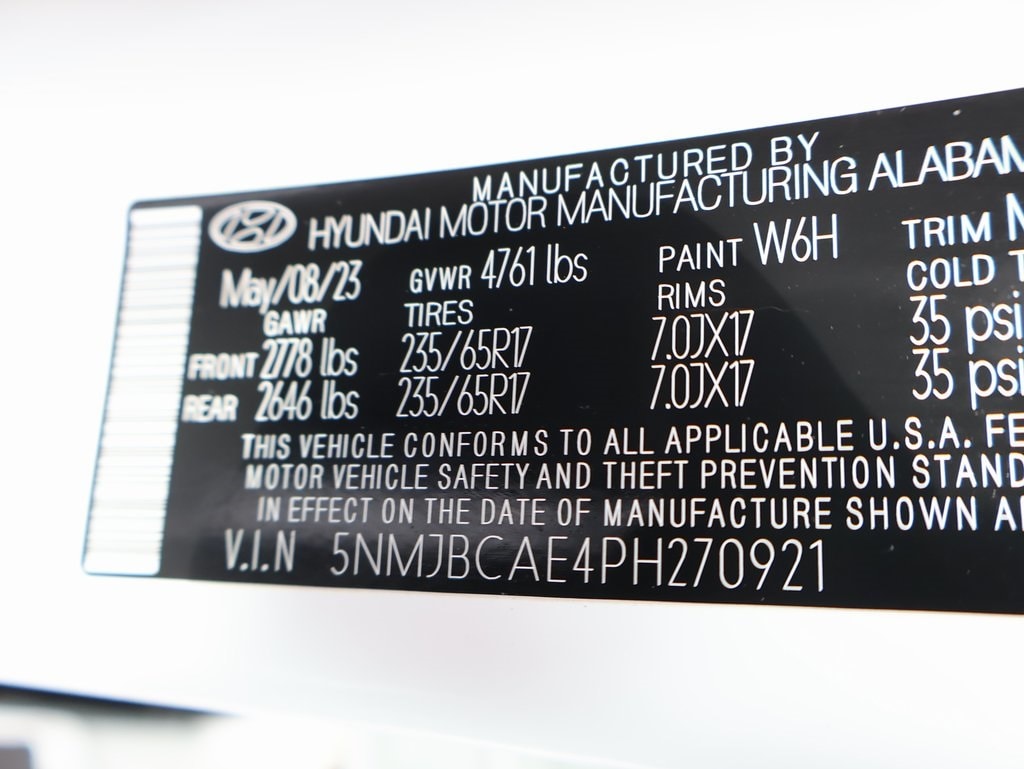 MANUFACTURED BY
HYUNDAI MOTOR MANUFACTURING ALABAM
May/08/23 GVWR 4761 lbs PAINT W6H TRIM
GAWR TIRES RIMS COLD
FRONT 2778 lbs 235/65R17 7.0JX17 35 psi
REAR 2646 lbs 235/65R17 7.0JX17 35 psi
THIS VEHICLE CONFORMS TO ALL APPLICABLE U.S.A. FE
MOTOR VEHICLE SAFETY AND THEFT PREVENTION STAND
IN EFFECT ON THE DATE OF MANUFACTURE SHOWN
V.I.N 5NMJBCAE4PH270921